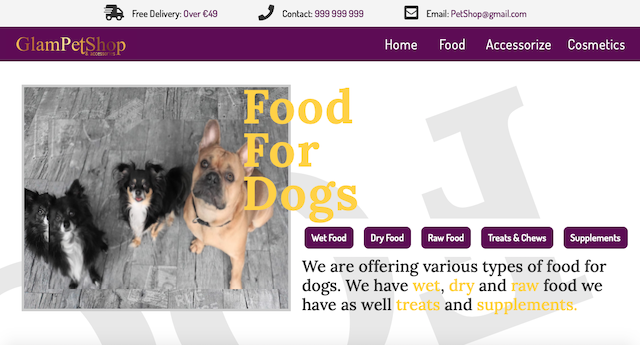 Free Delivery: Over €49
Contact: 999 999 999
Email: PetShop@gmail.com
GlamPetShop
& ACCESSORIES
Home Food Accessorize Cosmetics
Food
For
Dogs
Wet Food Dry Food Raw Food Treats & Chews Supplements
We are offering various types of food for
dogs. We have wet, dry and raw food we
have as well treats and supplements.